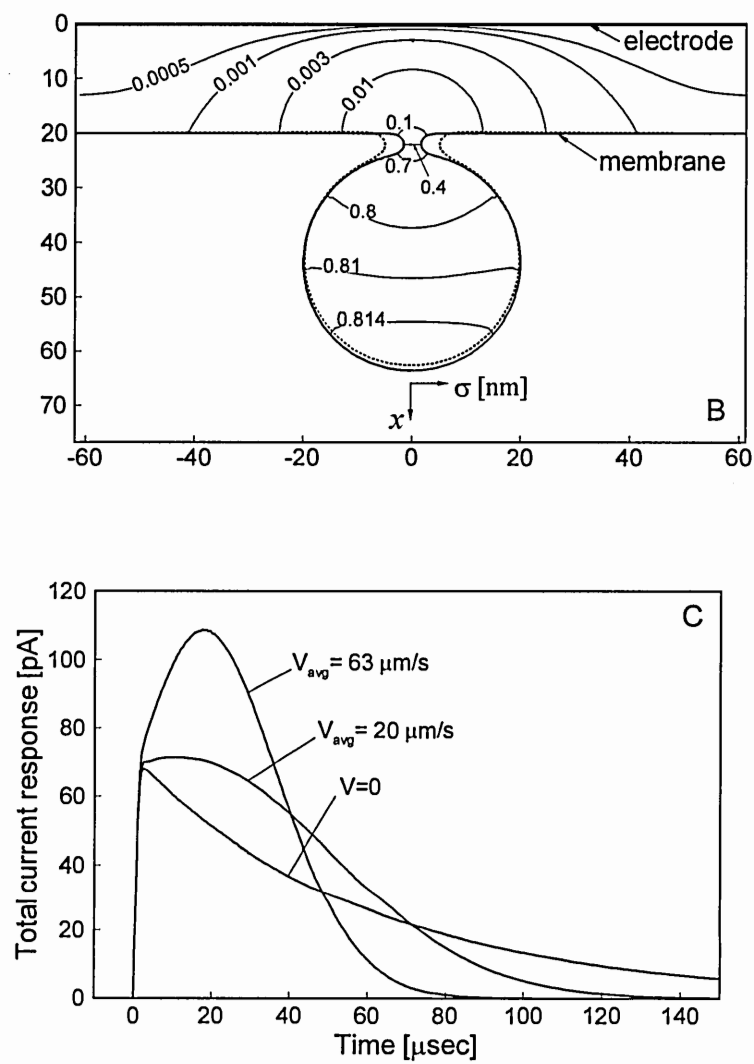 0
electrode
10
0.0005
0.001
0.003
0.01
20
0.1
membrane
0.7
0.4
30
0.8
40
0.81
50
0.814
60
σ [nm]
x
70
B
-60 -40 -20 0 20 40 60
120
C
100
Vavg= 63 μm/s
80
Vavg= 20 μm/s
60
V=0
40
20
0
Total current response [pA]
0 20 40 60 80 100 120 140
Time [μsec]